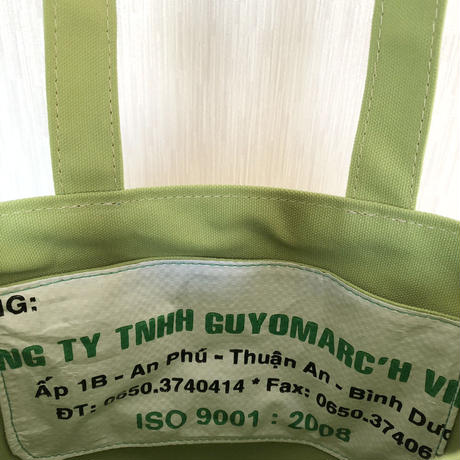 NG:
NG TY TNHH GUYOMARC'H VI
Ấp 1B - An Phú - Thuận An - Bình Dươ
ĐT: 0650.3740414 * Fax: 0650.37406
ISO 9001 : 2008